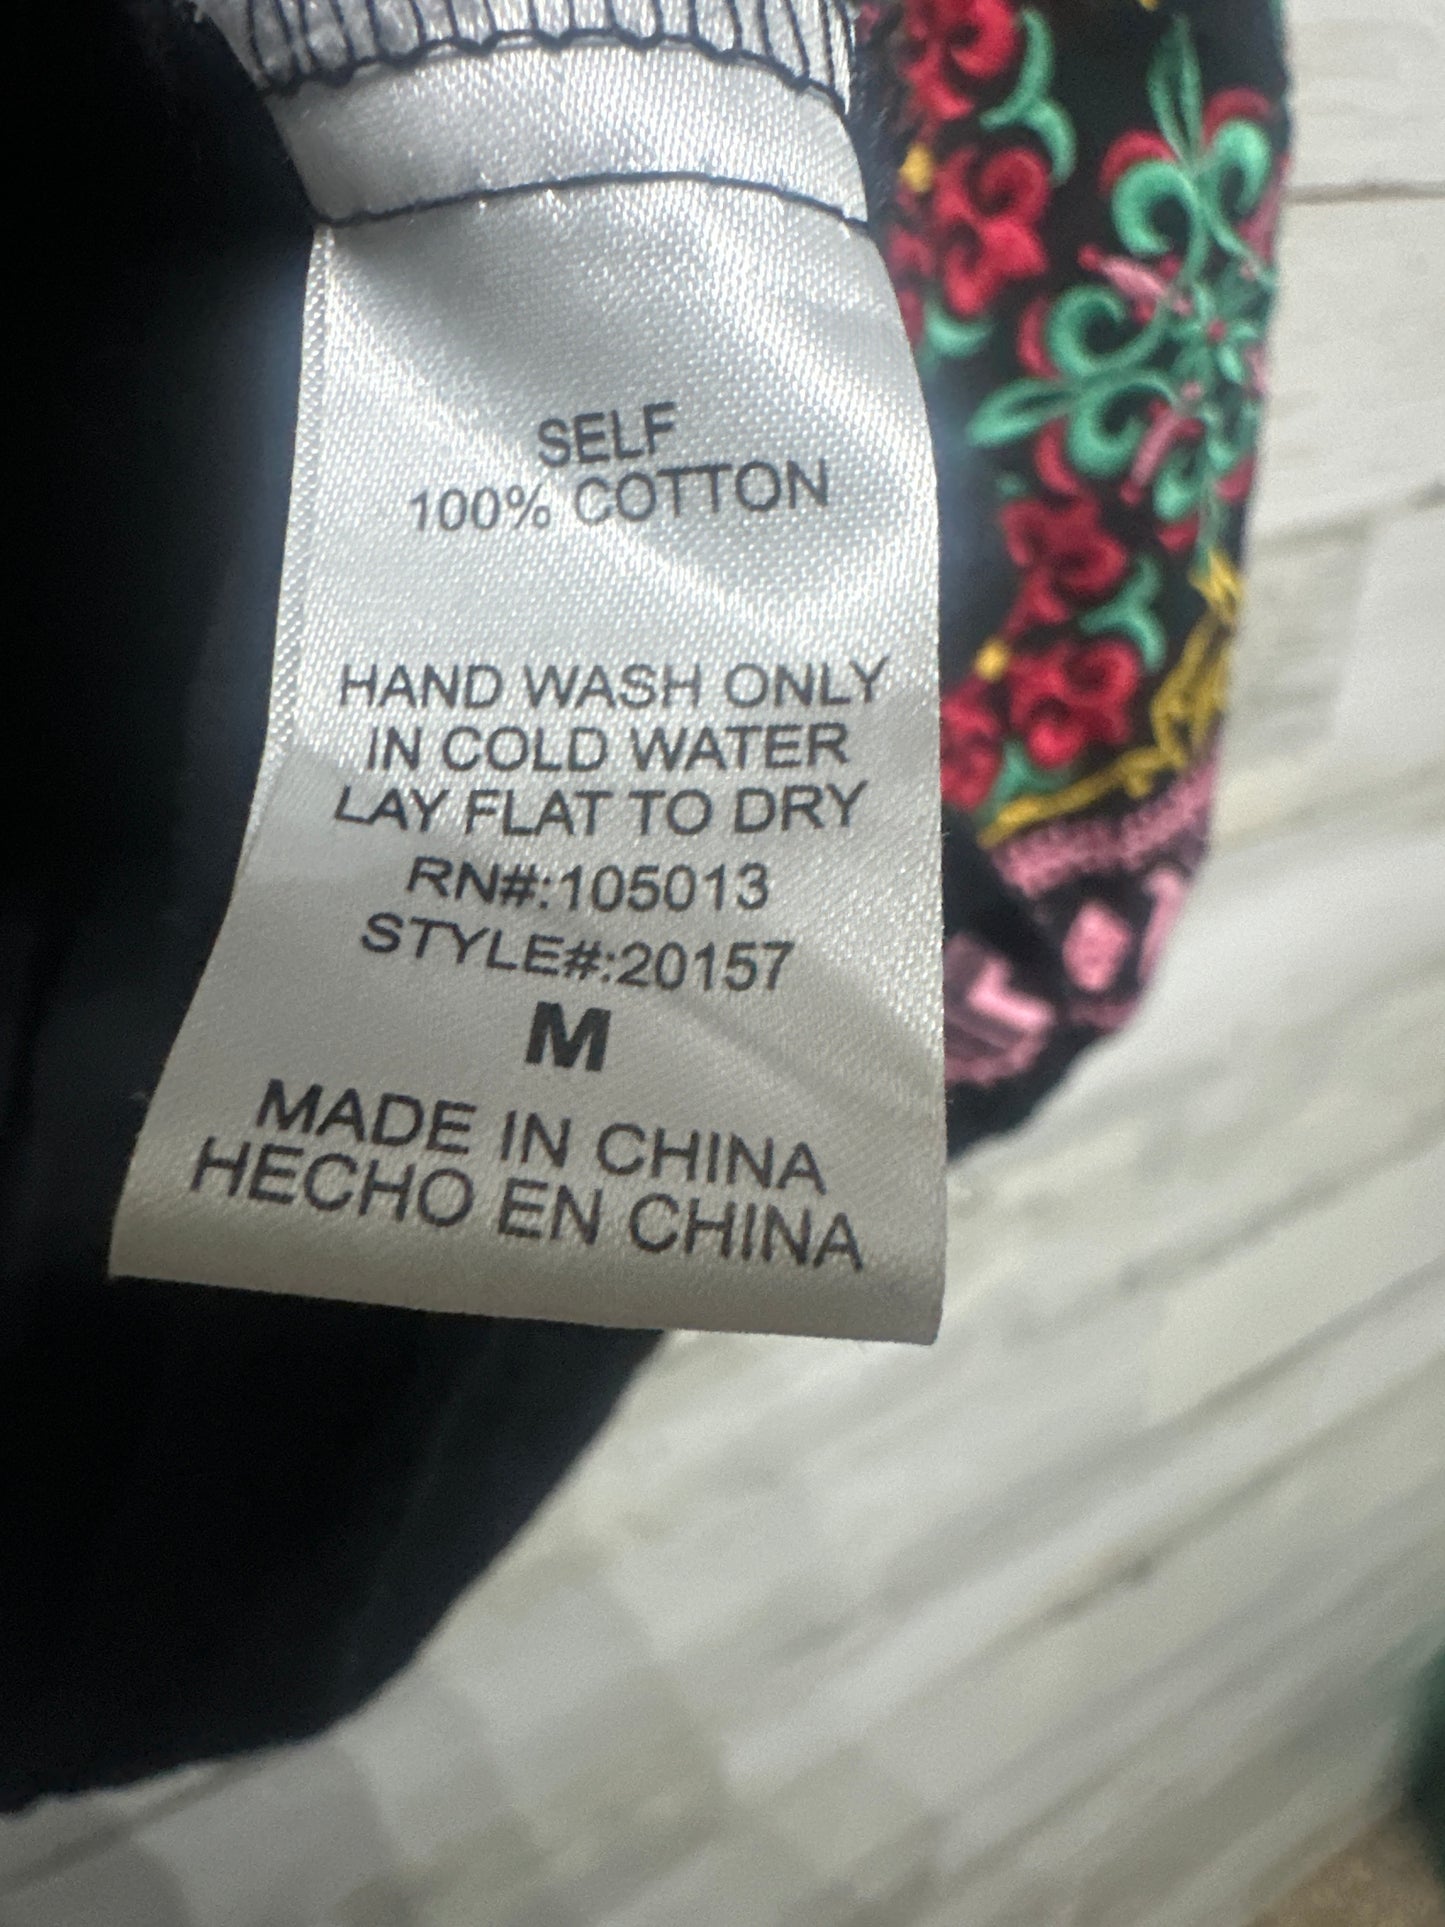 SELF
100% COTTON
HAND WASH ONLY
IN COLD WATER
LAY FLAT TO DRY
RN#:105013
STYLE#:20157
M
MADE IN CHINA
HECHO EN CHINA